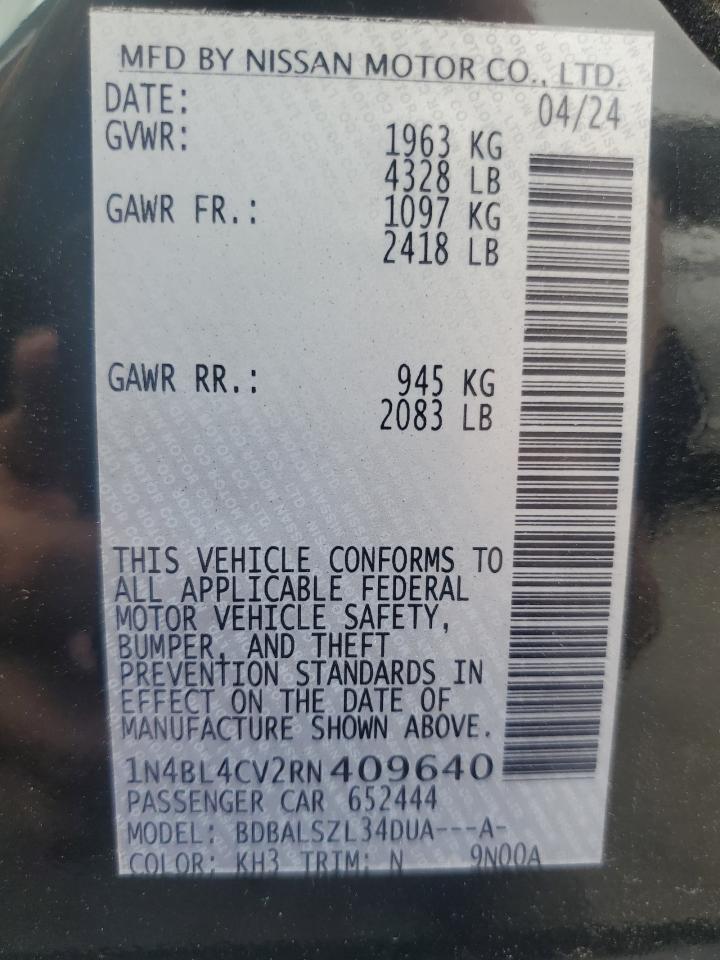 MFD BY NISSAN MOTOR CO., LTD.
DATE: 04/24
GVWR: 1963 KG
4328 LB
GAWR FR.: 1097 KG
2418 LB
GAWR RR.: 945 KG
2083 LB
THIS VEHICLE CONFORMS TO
ALL APPLICABLE FEDERAL
MOTOR VEHICLE SAFETY,
BUMPER, AND THEFT
PREVENTION STANDARDS IN
EFFECT ON THE DATE OF
MANUFACTURE SHOWN ABOVE.
1N4BL4CV2RN409640
PASSENGER CAR 652444
MODEL: BDBALSZL34DUA---A-
COLOR: KH3 TRIM: N 9N00A